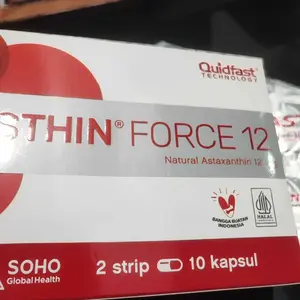 Quidfast®
TECHNOLOGY
STHIN® FORCE 12
Natural Astaxanthin 12
BANGGA BUATAN
INDONESIA
HALAL
INDONESIA
SOHO
Global Health
2 strip 10 kapsul